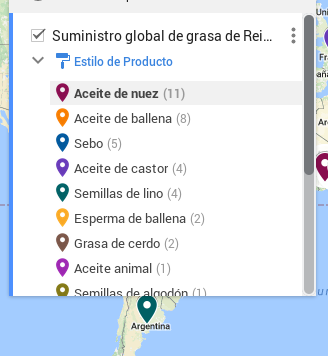 Suministro global de grasa de Rei...
Estilo de Producto
Aceite de nuez (11)
Aceite de ballena (8)
Sebo (5)
Aceite de castor (4)
Semillas de lino (4)
Esperma de ballena (2)
Grasa de cerdo (2)
Aceite animal (1)
Semillas de algodón (1)
Argentina